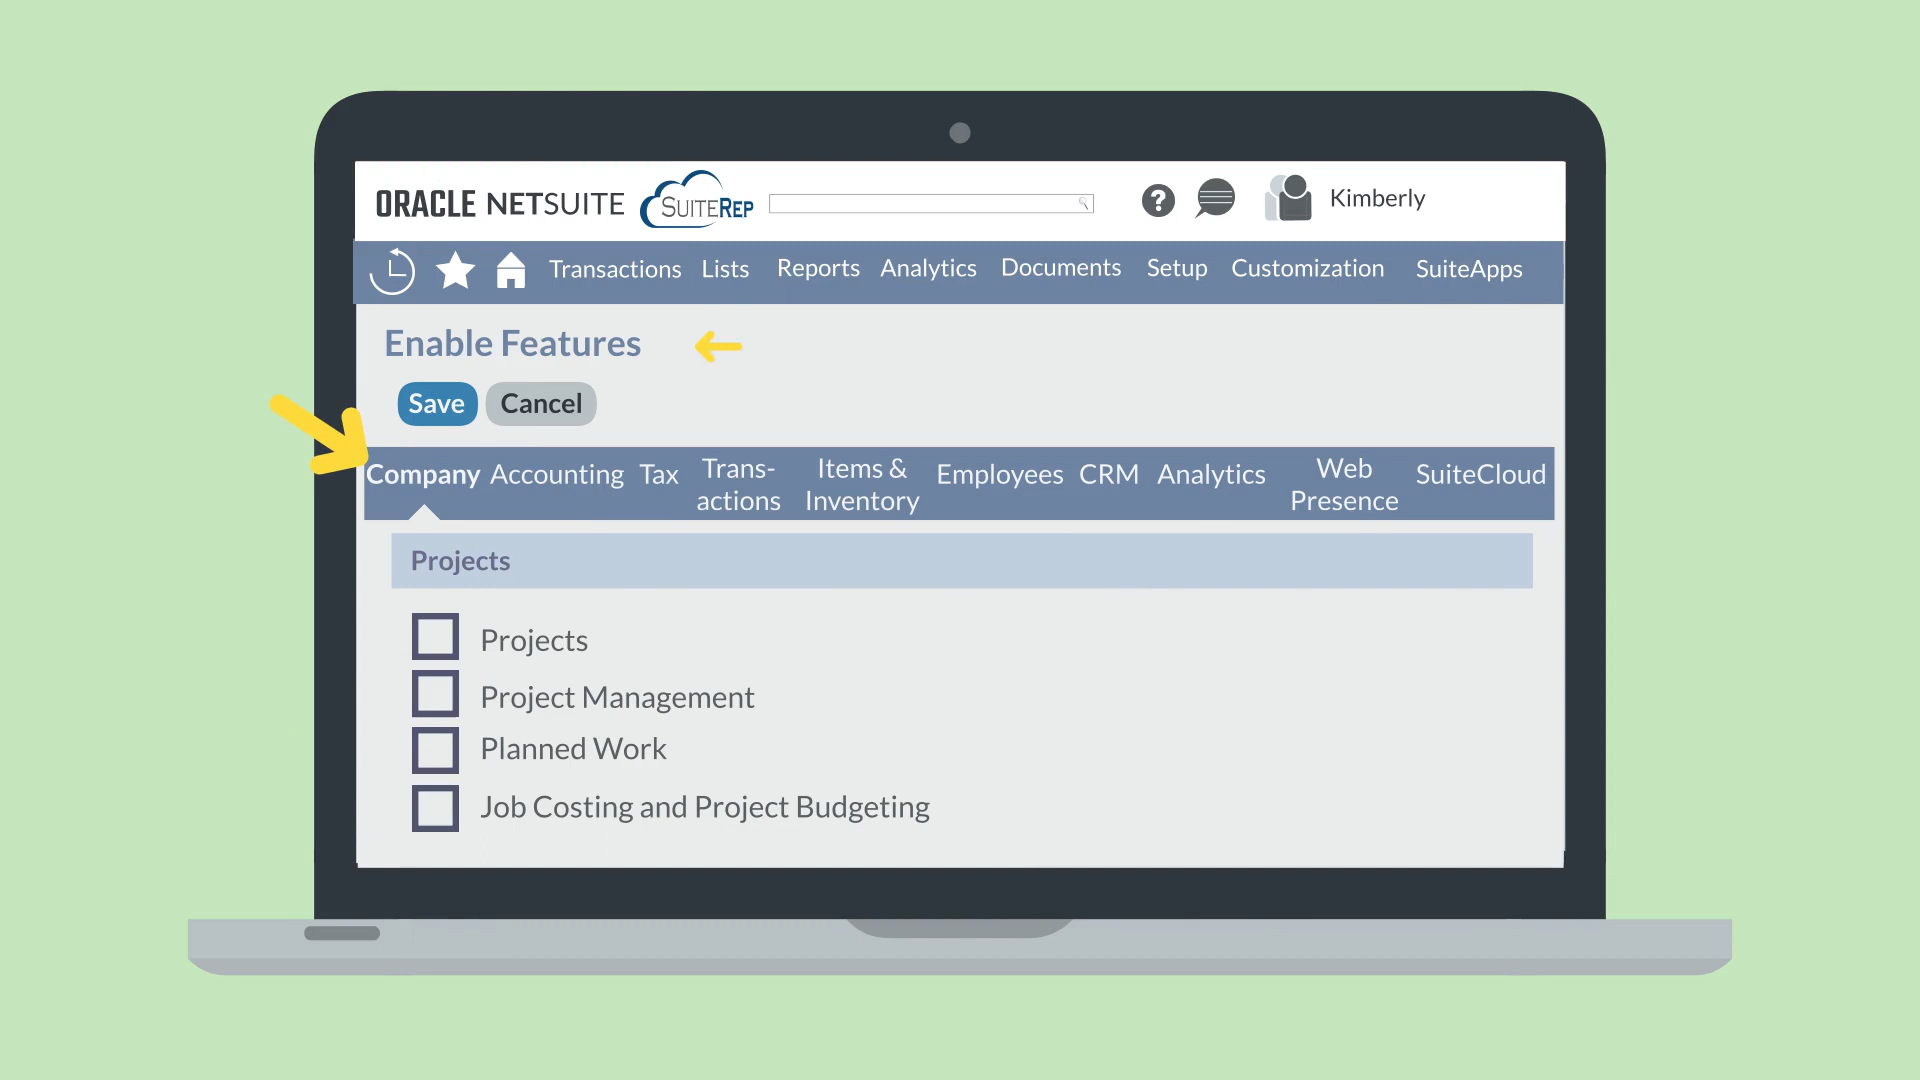 ORACLE NETSUITE SUITEREP ? Kimberly
Transactions Lists Reports Analytics Documents Setup Customization SuiteApps
Enable Features
Save Cancel
Company Accounting Tax Trans-
actions Items &
Inventory Employees CRM Analytics Web
Presence SuiteCloud
Projects
Projects
Project Management
Planned Work
Job Costing and Project Budgeting